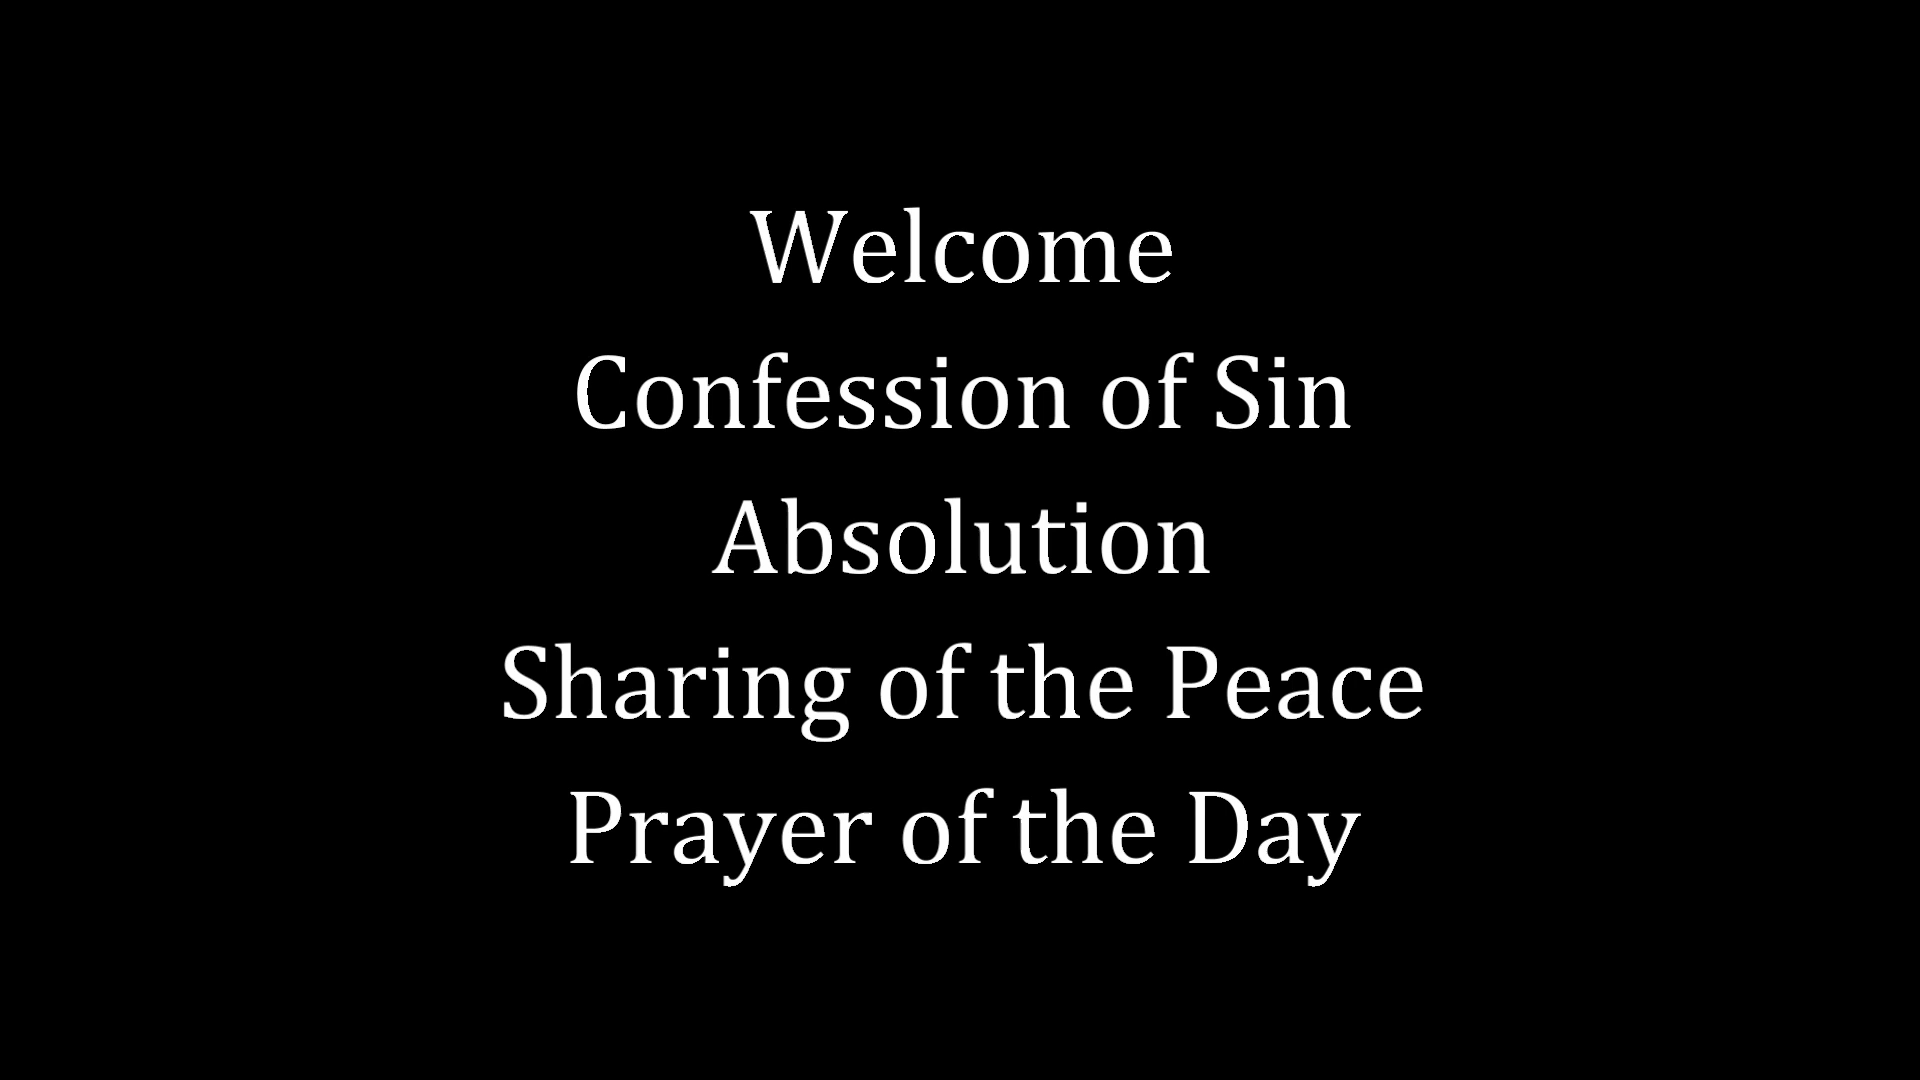 Welcome
Confession of Sin
Absolution
Sharing of the Peace
Prayer of the Day